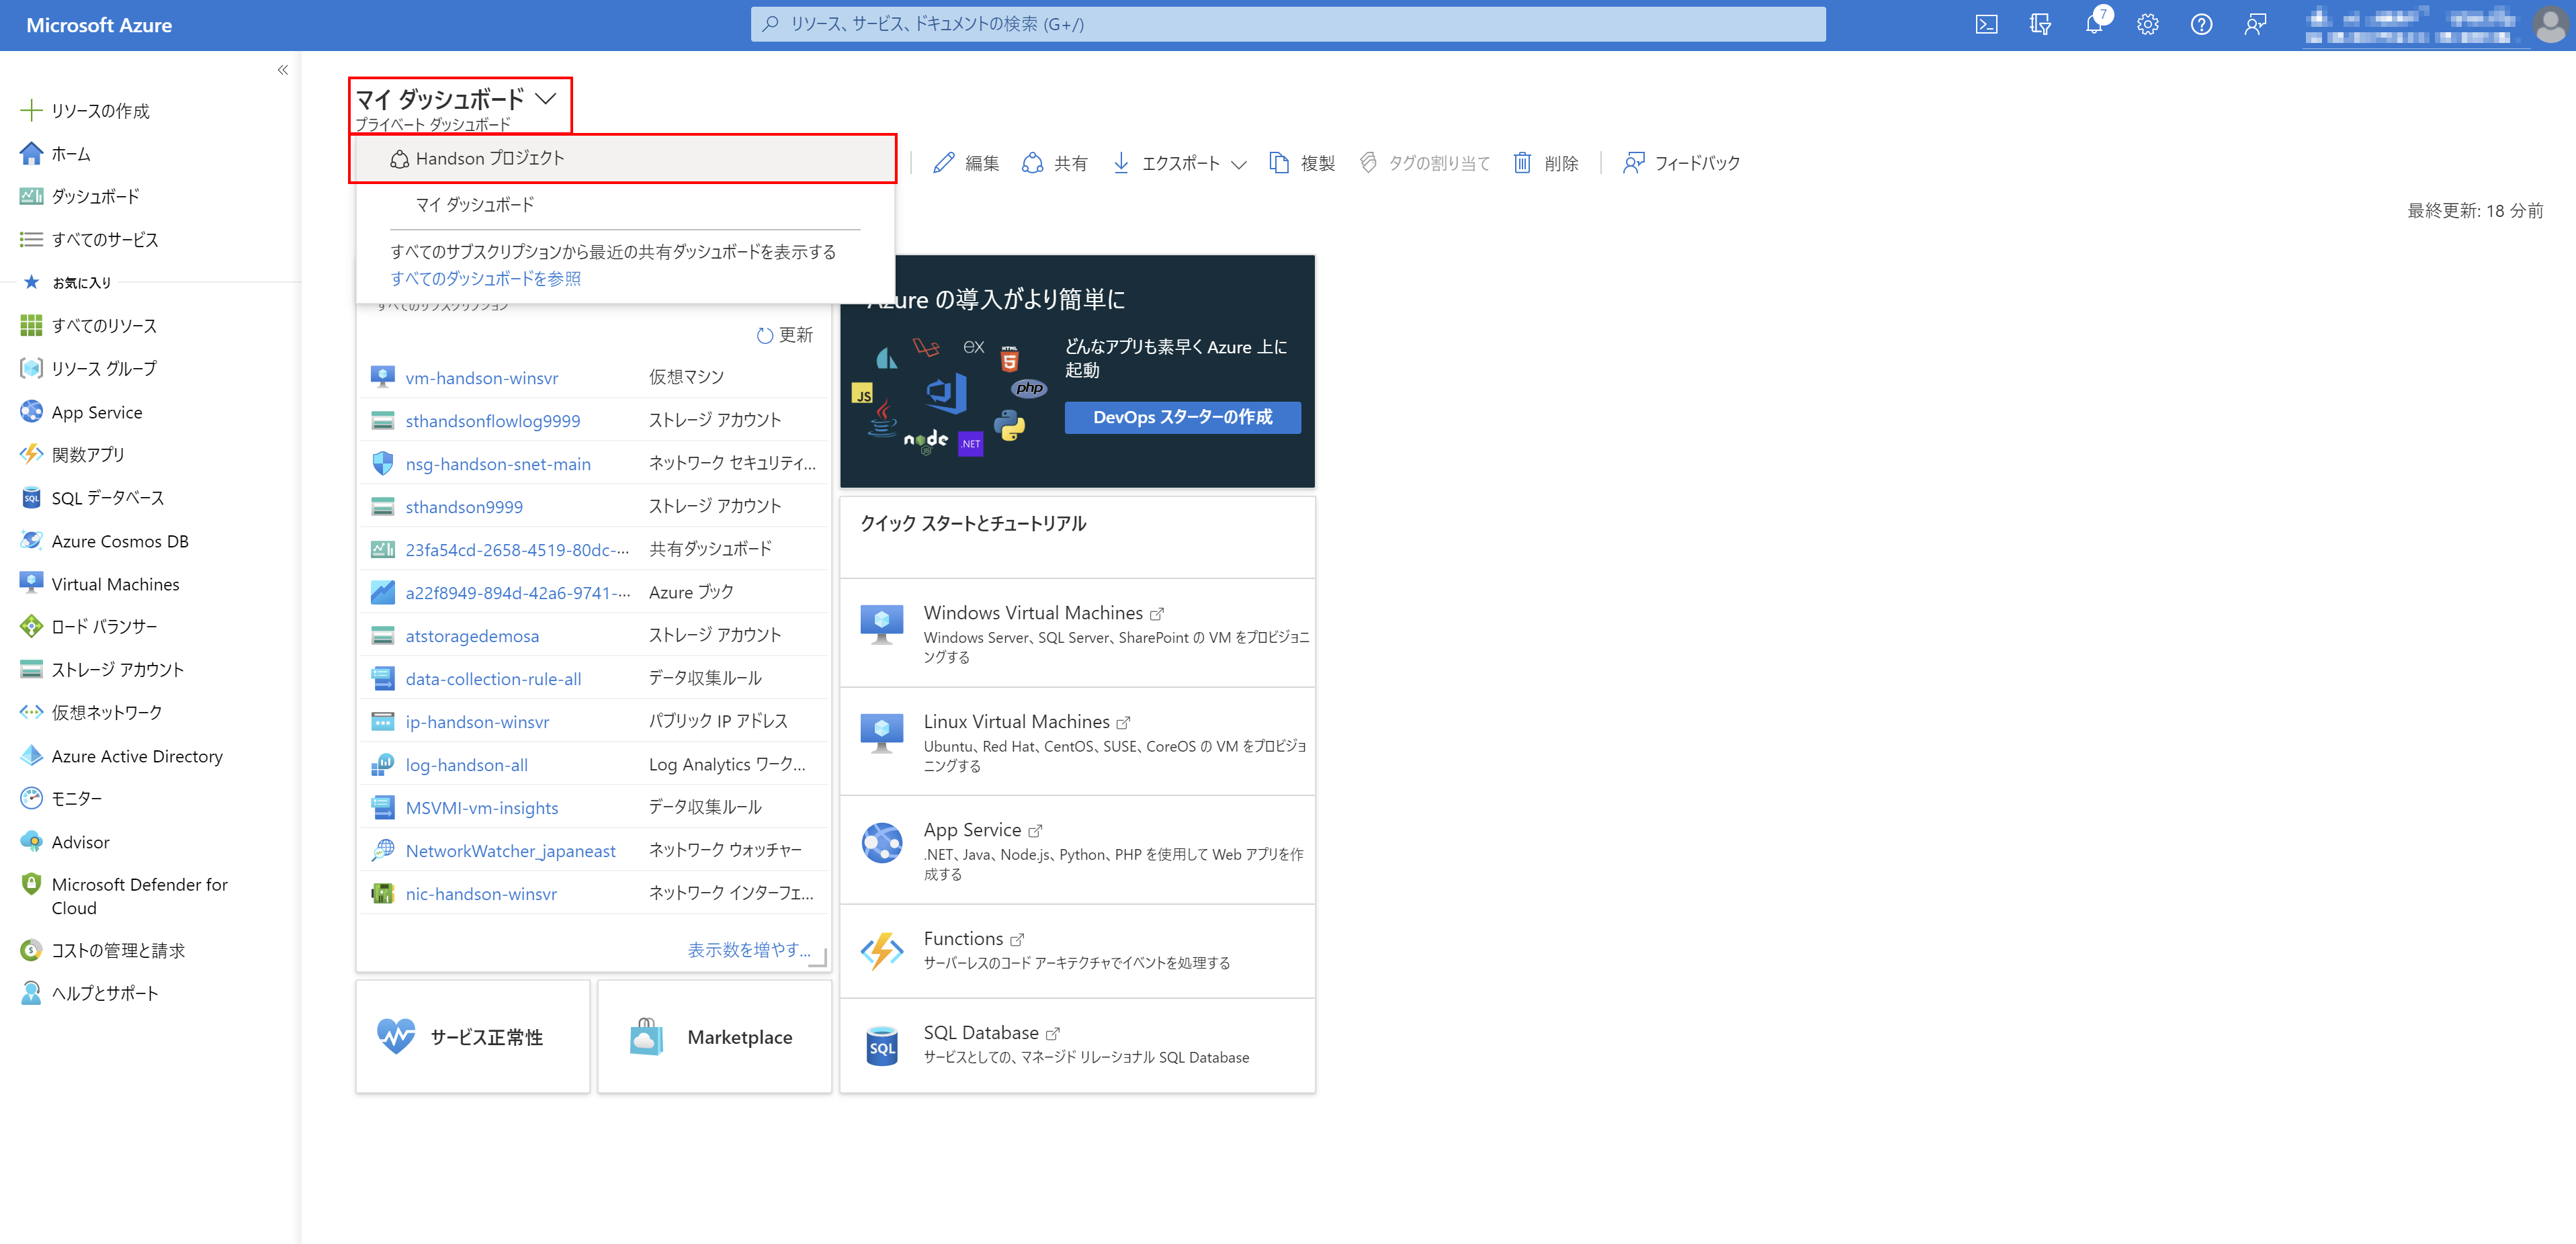 Microsoft Azure
リソース、サービス、ドキュメントの検索 (G+/)
7
リソースの作成
ホーム
ダッシュボード
すべてのサービス
お気に入り
すべてのリソース
リソース グループ
App Service
関数アプリ
SQL データベース
Azure Cosmos DB
Virtual Machines
ロード バランサー
ストレージ アカウント
仮想ネットワーク
Azure Active Directory
モニター
Advisor
Microsoft Defender for
Cloud
コストの管理と請求
ヘルプとサポート
マイ ダッシュボード
プライベート ダッシュボード
Handson プロジェクト
マイ ダッシュボード
すべてのサブスクリプションから最近の共有ダッシュボードを表示する
すべてのダッシュボードを参照
編集
共有
エクスポート
複製
タグの割り当て
削除
フィードバック
最終更新: 18 分前
すべてのサブスクリプション
更新
vm-handson-winsvr 仮想マシン
sthandsonflowlog9999 ストレージ アカウント
nsg-handson-snet-main ネットワーク セキュリティ...
sthandson9999 ストレージ アカウント
23fa54cd-2658-4519-80dc-... 共有ダッシュボード
a22f8949-894d-42a6-9741-... Azure ブック
atstoragedemosa ストレージ アカウント
data-collection-rule-all データ収集ルール
ip-handson-winsvr パブリック IP アドレス
log-handson-all Log Analytics ワーク...
MSVMI-vm-insights データ収集ルール
NetworkWatcher_japaneast ネットワーク ウォッチャー
nic-handson-winsvr ネットワーク インターフェ...
表示数を増やす...
サービス正常性
Marketplace
Azure の導入がより簡単に
ex
HTML
5
JS
php
node
JS
.NET
どんなアプリも素早く Azure 上に
起動
DevOps スターターの作成
クイック スタートとチュートリアル
Windows Virtual Machines
Windows Server、SQL Server、SharePoint の VM をプロビジョニ
ングする
Linux Virtual Machines
Ubuntu、Red Hat、CentOS、SUSE、CoreOS の VM をプロビジョ
ニングする
App Service
.NET、Java、Node.js、Python、PHP を使用して Web アプリを作
成する
Functions
サーバーレスのコード アーキテクチャでイベントを処理する
SQL
SQL Database
サービスとしての、マネージド リレーショナル SQL Database